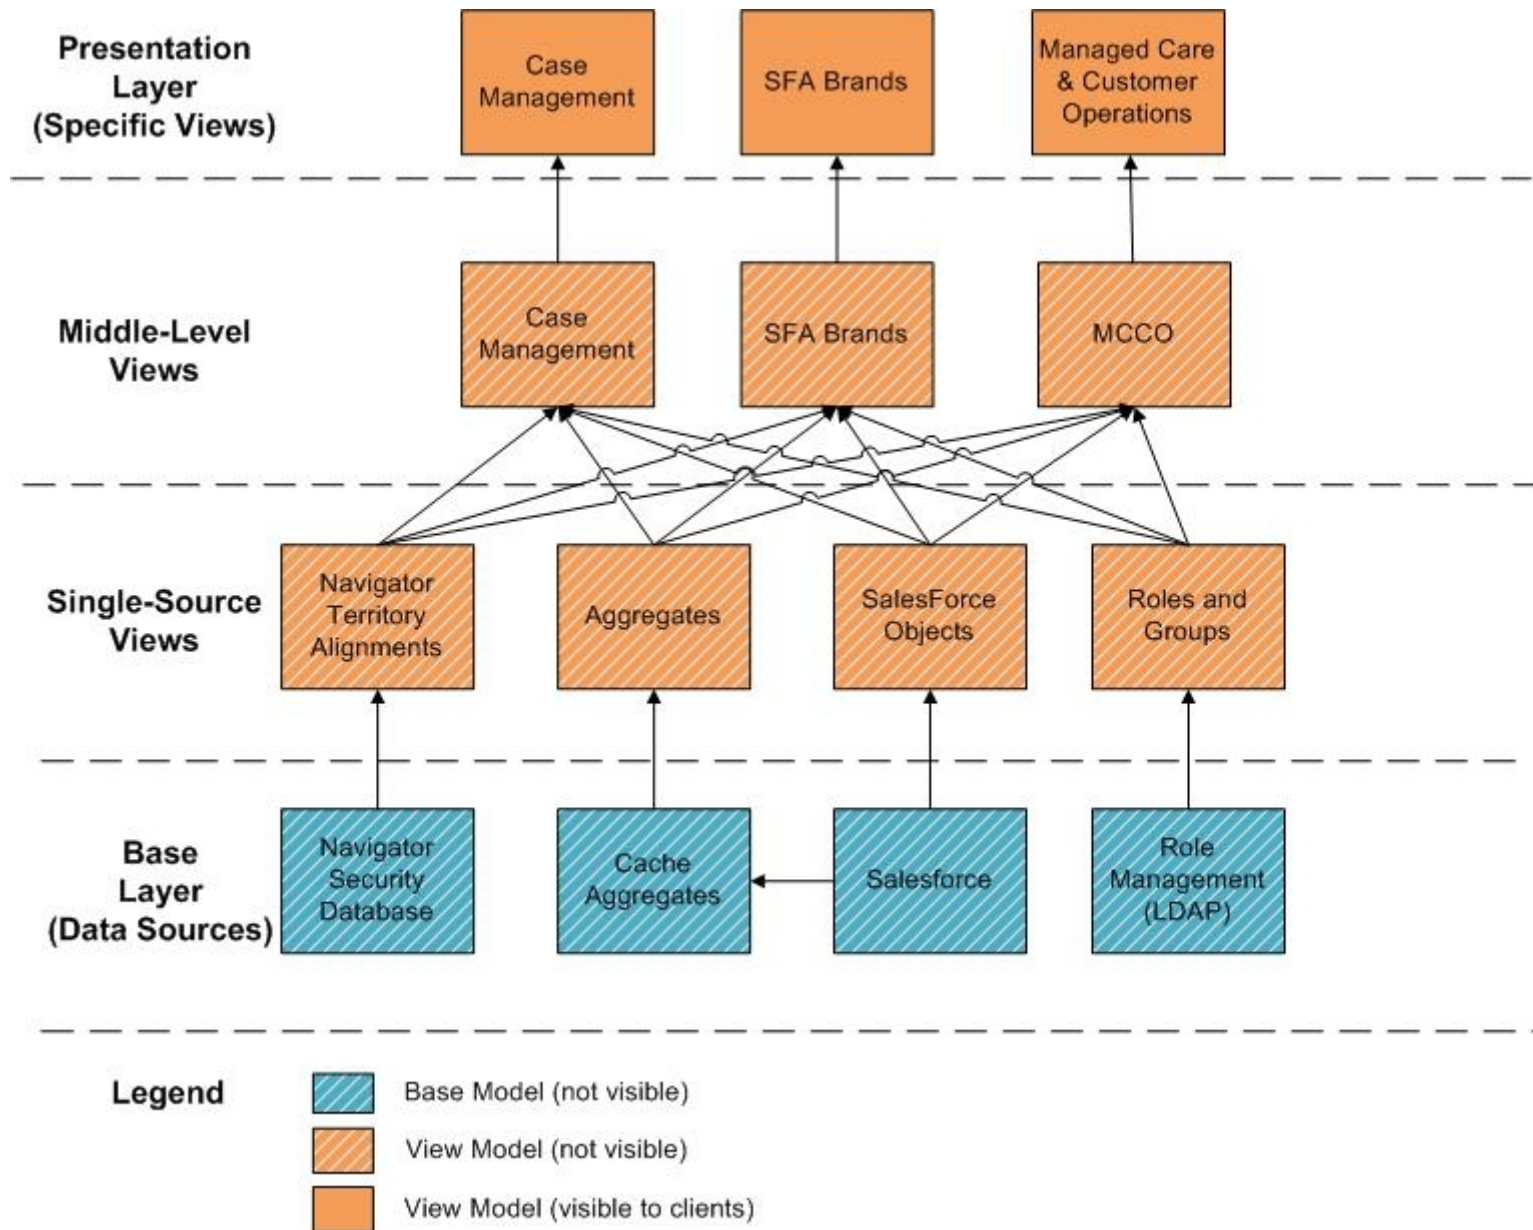 Presentation
Layer
(Specific Views)
Case
Management
SFA Brands
Managed Care
& Customer
Operations
Middle-Level
Views
Case
Management
SFA Brands
MCCO
Single-Source
Views
Navigator
Territory
Alignments
Aggregates
SalesForce
Objects
Roles and
Groups
Base
Layer
(Data Sources)
Navigator
Security
Database
Cache
Aggregates
Salesforce
Role
Management
(LDAP)
Legend
Base Model (not visible)
View Model (not visible)
View Model (visible to clients)